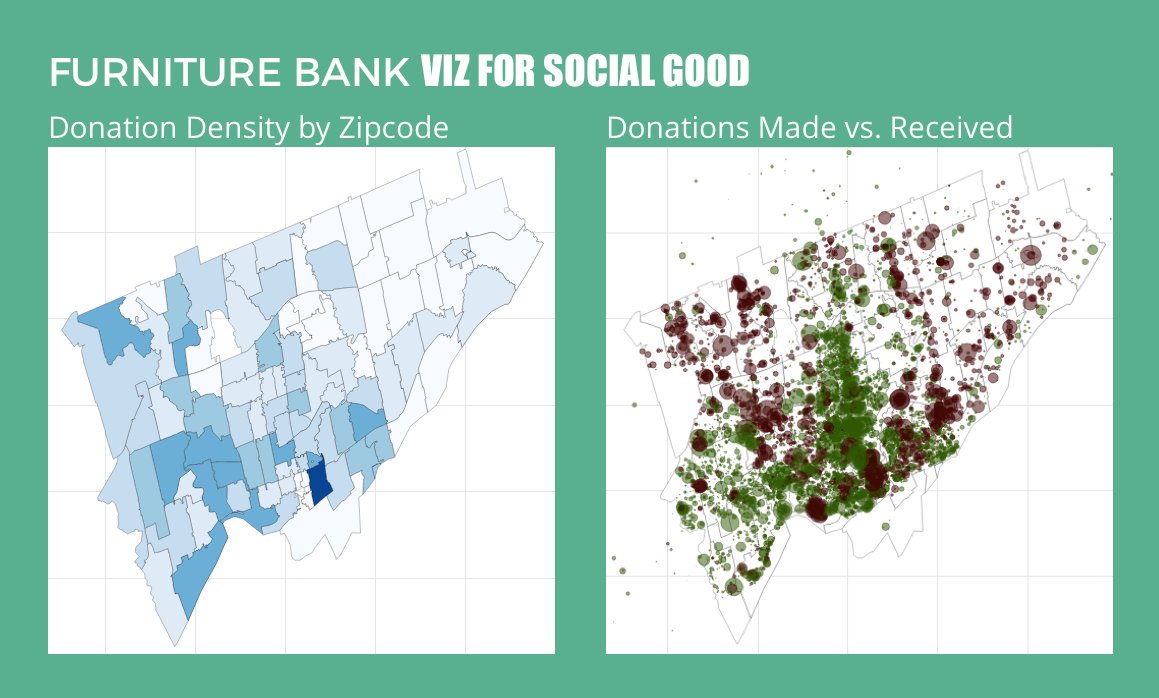 FURNITURE BANK VIZ FOR SOCIAL GOOD
Donation Density by Zipcode
Donations Made vs. Received